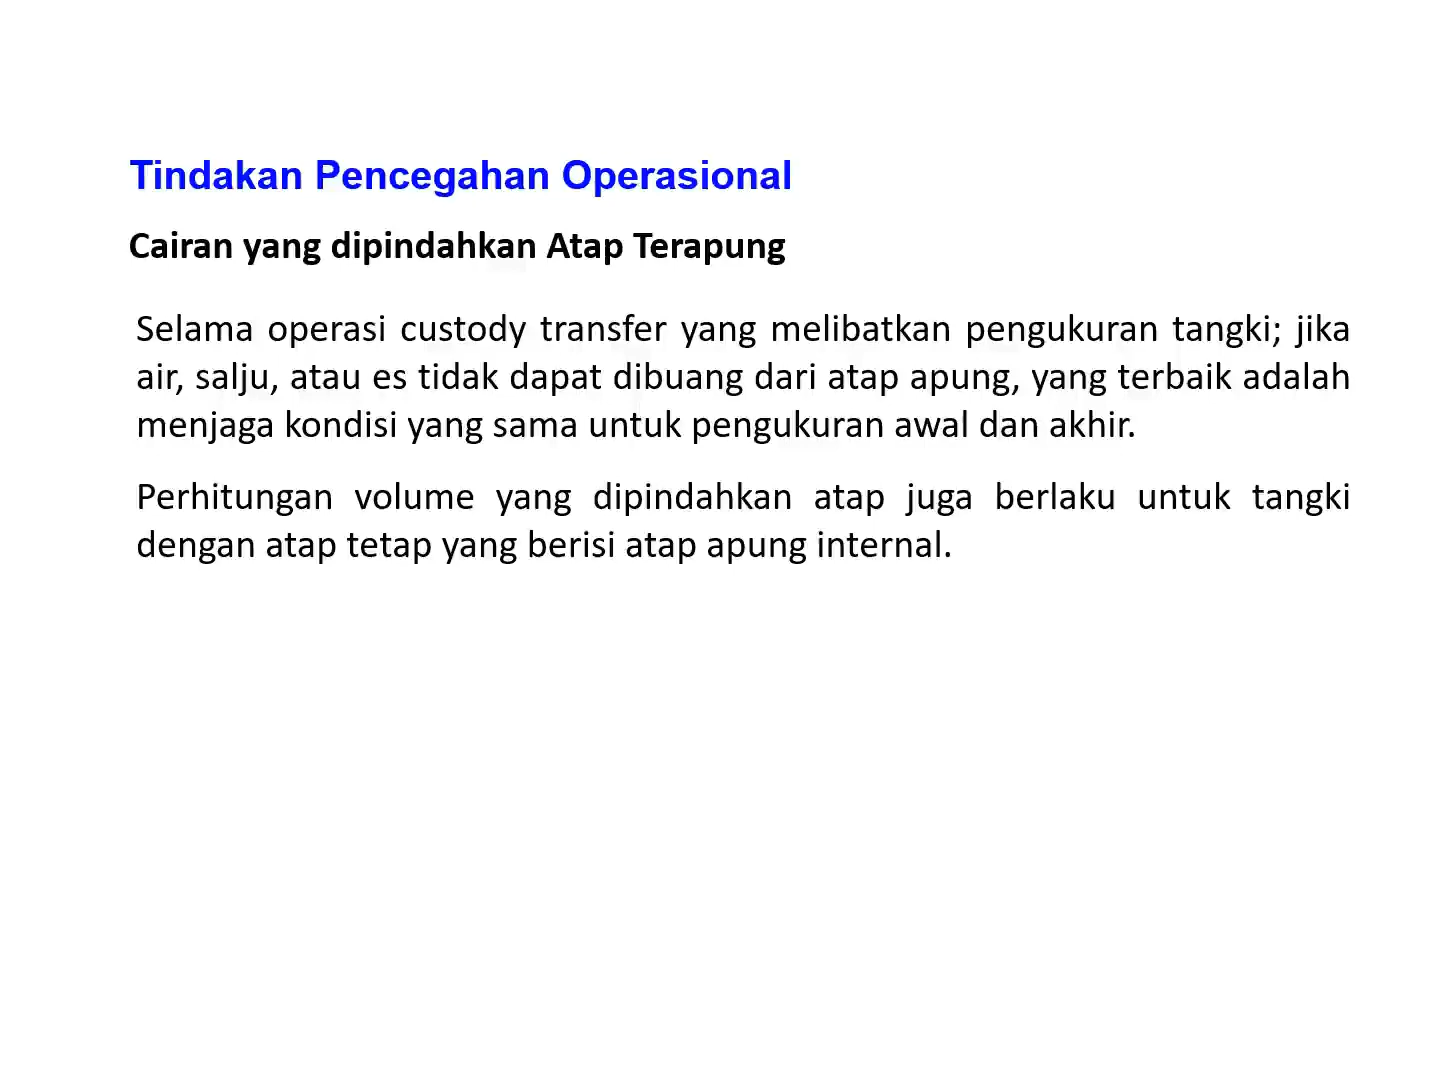 Tindakan Pencegahan Operasional
Cairan yang dipindahkan Atap Terapung
Selama operasi custody transfer yang melibatkan pengukuran tangki; jika
air, salju, atau es tidak dapat dibuang dari atap apung, yang terbaik adalah
menjaga kondisi yang sama untuk pengukuran awal dan akhir.
Perhitungan volume yang dipindahkan atap juga berlaku untuk tangki
dengan atap tetap yang berisi atap apung internal.